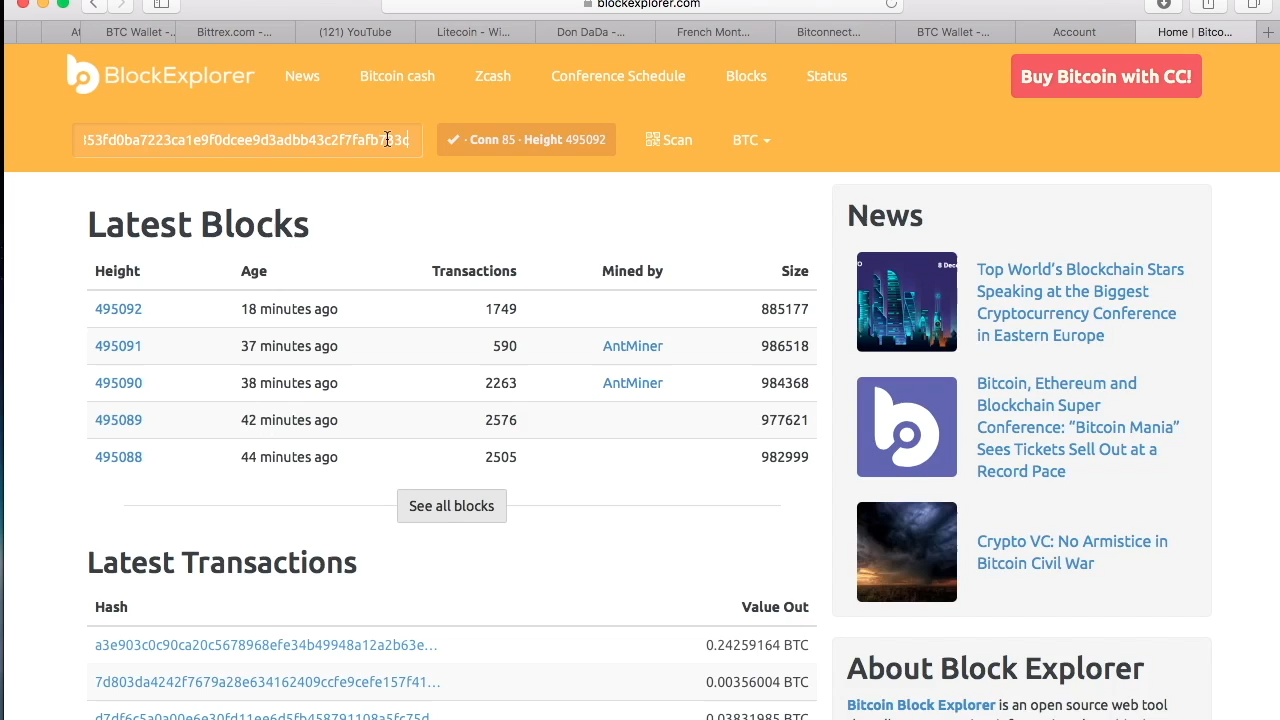 blockexplorer.com
BTC Wallet -...
Bittrex.com -...
(121) YouTube
Litecoin - Wi...
Don DaDa -...
French Mont...
Bitconnect...
BTC Wallet -...
Account
Home | Bitco...
BlockExplorer
News
Bitcoin cash
Zcash
Conference Schedule
Blocks
Status
Buy Bitcoin with CC!
· Conn 85 · Height 495092
Scan
BTC
Latest Blocks
Height Age Transactions Mined by Size
495092 18 minutes ago 1749 885177
495091 37 minutes ago 590 AntMiner 986518
495090 38 minutes ago 2263 AntMiner 984368
495089 42 minutes ago 2576 977621
495088 44 minutes ago 2505 982999
See all blocks
Latest Transactions
Hash Value Out
a3e903c0c90ca20c5678968efe34b49948a12a2b63e... 0.24259164 BTC
7d803da4242f7679a28e634162409ccfe9cefe157f41... 0.00356004 BTC
News
Top World's Blockchain Stars
Speaking at the Biggest
Cryptocurrency Conference
in Eastern Europe
Bitcoin, Ethereum and
Blockchain Super
Conference: "Bitcoin Mania"
Sees Tickets Sell Out at a
Record Pace
Crypto VC: No Armistice in
Bitcoin Civil War
About Block Explorer
Bitcoin Block Explorer is an open source web tool